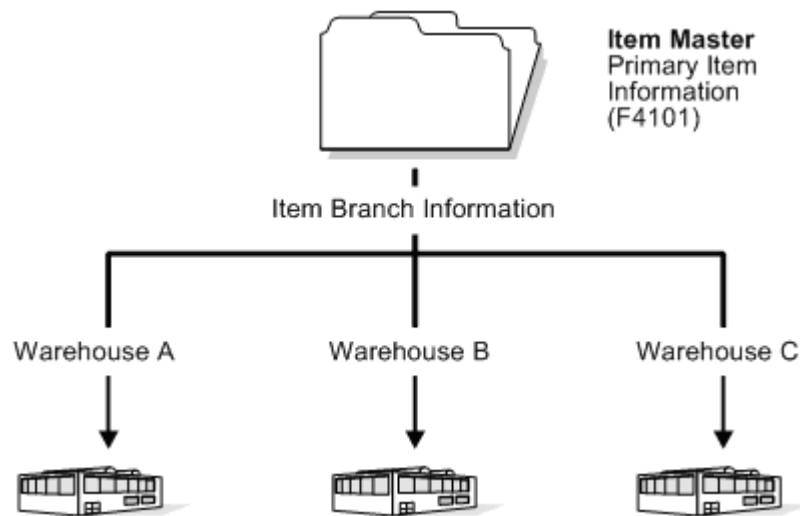 Item Master
Primary Item
Information
(F4101)
Item Branch Information
Warehouse A
Warehouse B
Warehouse C